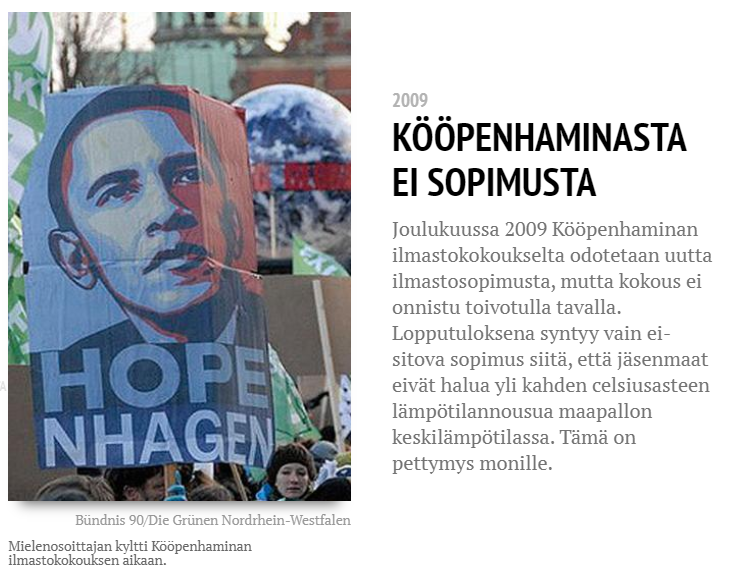 HOPE
NHAGEN
Bündnis 90/Die Grünen Nordrhein-Westfalen
Mielenosoittajan kyltti Kööpenhaminan
ilmastokokouksen aikaan.
2009
KÖÖPENHAMINASTA
EI SOPIMUSTA
Joulukuussa 2009 Kööpenhaminan
ilmastokokoukselta odotetaan uutta
ilmastosopimusta, mutta kokous ei
onnistu toivotulla tavalla.
Lopputuloksena syntyy vain ei-
sitova sopimus siitä, että jäsenmaat
eivät halua yli kahden celsiusasteen
lämpötilannousua maapallon
keskilämpötilassa. Tämä on
pettymys monille.